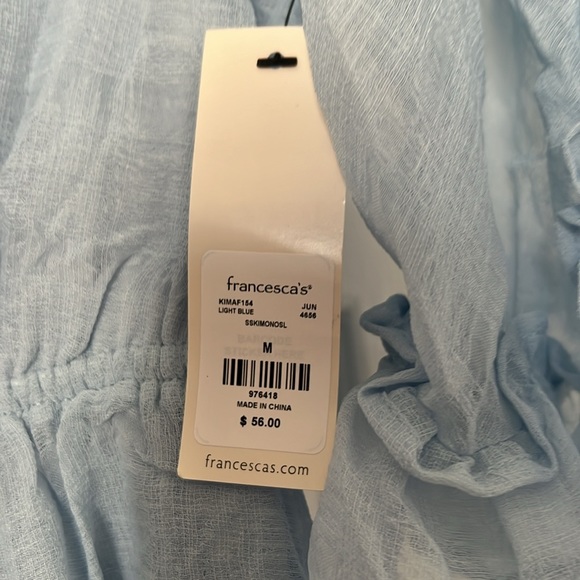 francesca's®
KIMAF154 JUN
LIGHT BLUE 4656
SSKIMONOSL
M
976418
MADE IN CHINA
$ 56.00
francescas.com